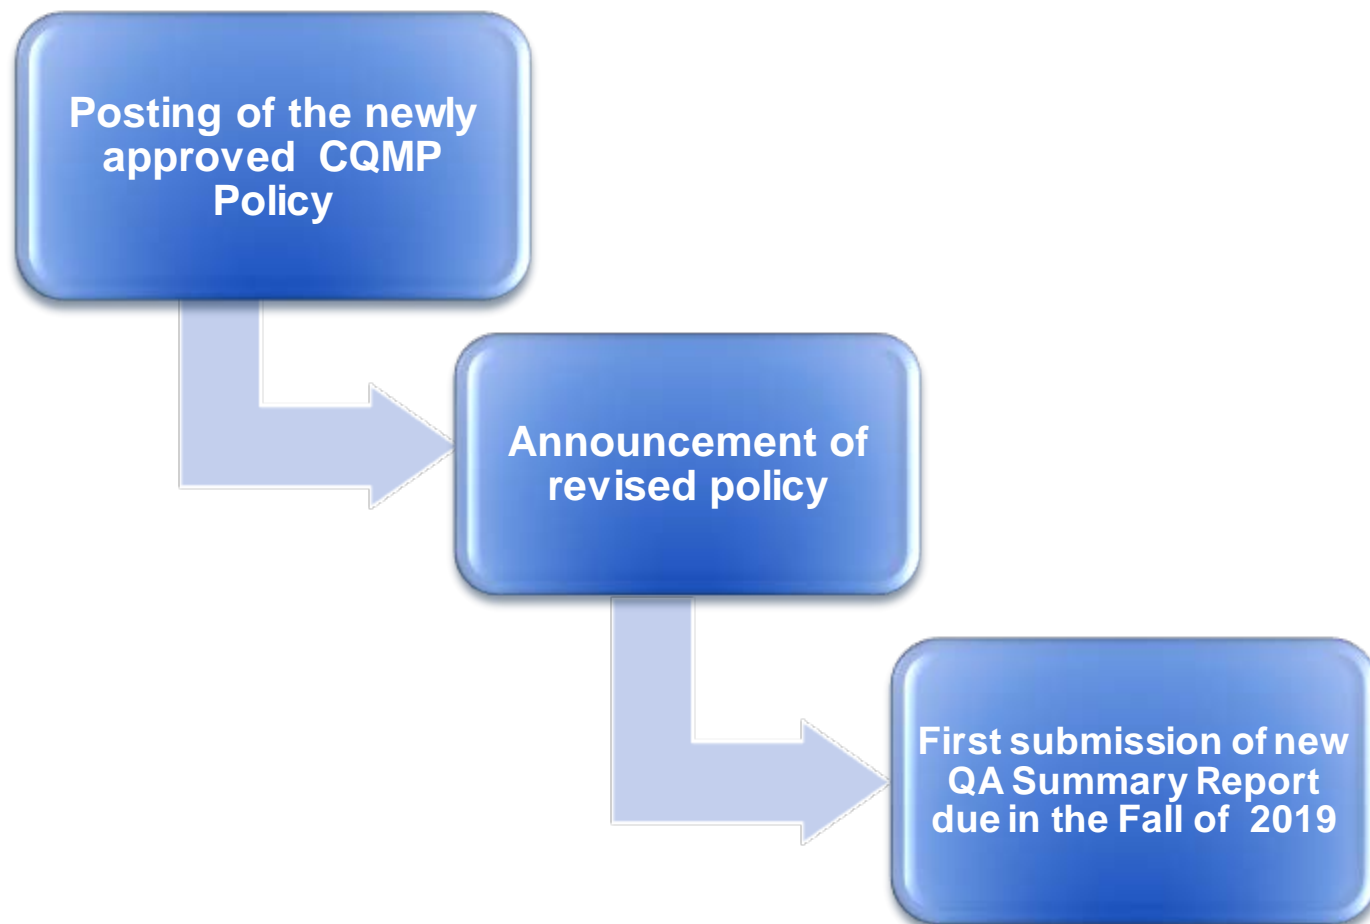 Posting of the newly
approved CQMP
Policy
Announcement of
revised policy
First submission of new
QA Summary Report
due in the Fall of 2019